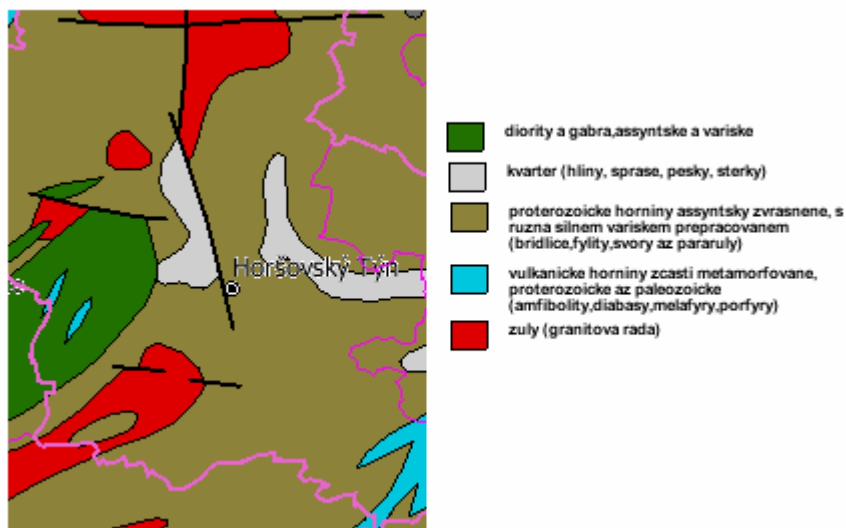 diority a gabra,assyntske a variske
kvarter (hliny, sprase, pesky, sterky)
proterozoicke horniny assyntsky zvrasnene, s
ruzna silnem variskem prepracovanem
(bridlice,fylity,svory az pararuly)
Horšovský Týn
vulkanicke horniny zcasti metamorfovane,
proterozoicke az paleozoicke
(amfibolity,diabasy,melafyry,porfyry)
zuly (granitova rada)